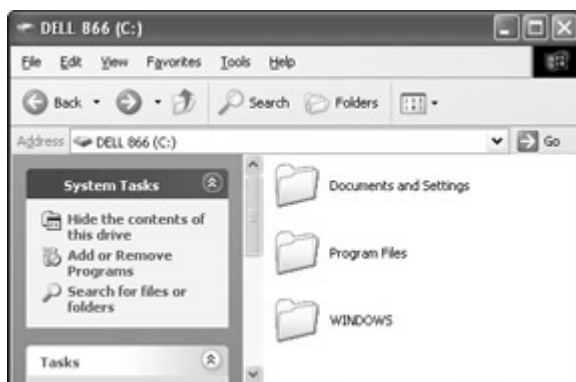 DELL 866 (C:)
File Edit View Favorites Tools Help
Back Search Folders
Address DELL 866 (C:) Go
System Tasks
Hide the contents of
this drive
Add or Remove
Programs
Search for files or
folders
Tasks
Documents and Settings
Program Files
WINDOWS